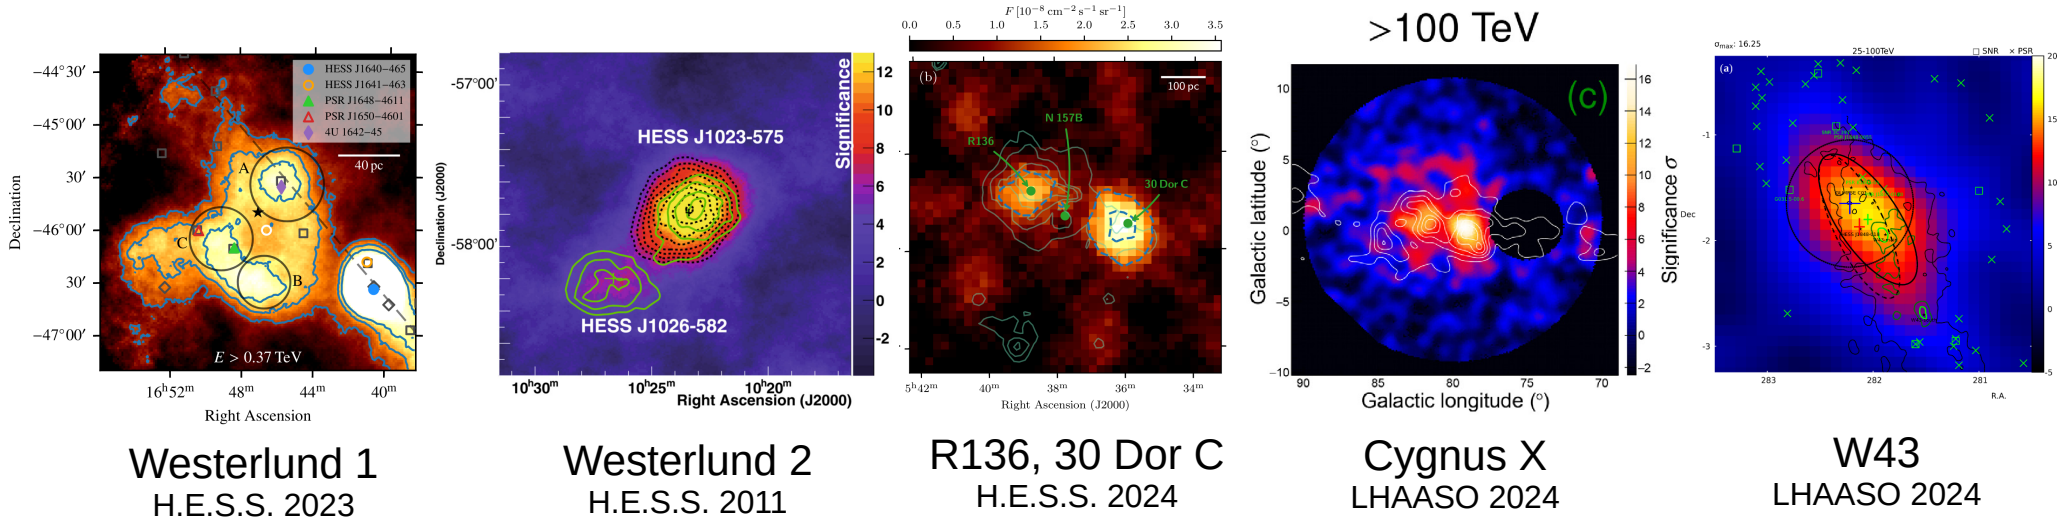 HESS J1640−465
HESS J1641−463
PSR J1648−4611
PSR J1650−4601
4U 1642−45
40 pc
A
C
B
E > 0.37 TeV
−44°30′
−45°00′
30′
−46°00′
30′
−47°00′
Declination
16ʰ52ᵐ 48ᵐ 44ᵐ 40ᵐ
Right Ascension
Westerlund 1
H.E.S.S. 2023
HESS J1023-575
HESS J1026-582
Significance
12
10
8
6
4
2
0
-2
-57°00'
-58°00'
Declination (J2000)
10ʰ30ᵐ 10ʰ25ᵐ 10ʰ20ᵐ
Right Ascension (J2000)
Westerlund 2
H.E.S.S. 2011
F [10⁻⁸ cm⁻² s⁻¹ sr⁻¹]
0.0 0.5 1.0 1.5 2.0 2.5 3.0 3.5
(b)
100 pc
N 157B
R136
30 Dor C
5ʰ42ᵐ 40ᵐ 38ᵐ 36ᵐ 34ᵐ
Right Ascension (J2000)
R136, 30 Dor C
H.E.S.S. 2024
>100 TeV
(c)
10
5
0
−5
−10
Galactic latitude (°)
90 85 80 75 70
Galactic longitude (°)
16
14
12
10
8
6
4
2
0
−2
Significance σ
Cygnus X
LHAASO 2024
σmax: 16.25
25-100TeV
□ SNR × PSR
(a)
-1
-2
-3
Dec
283 282 281
R.A.
20
15
10
5
0
-5
W43
LHAASO 2024